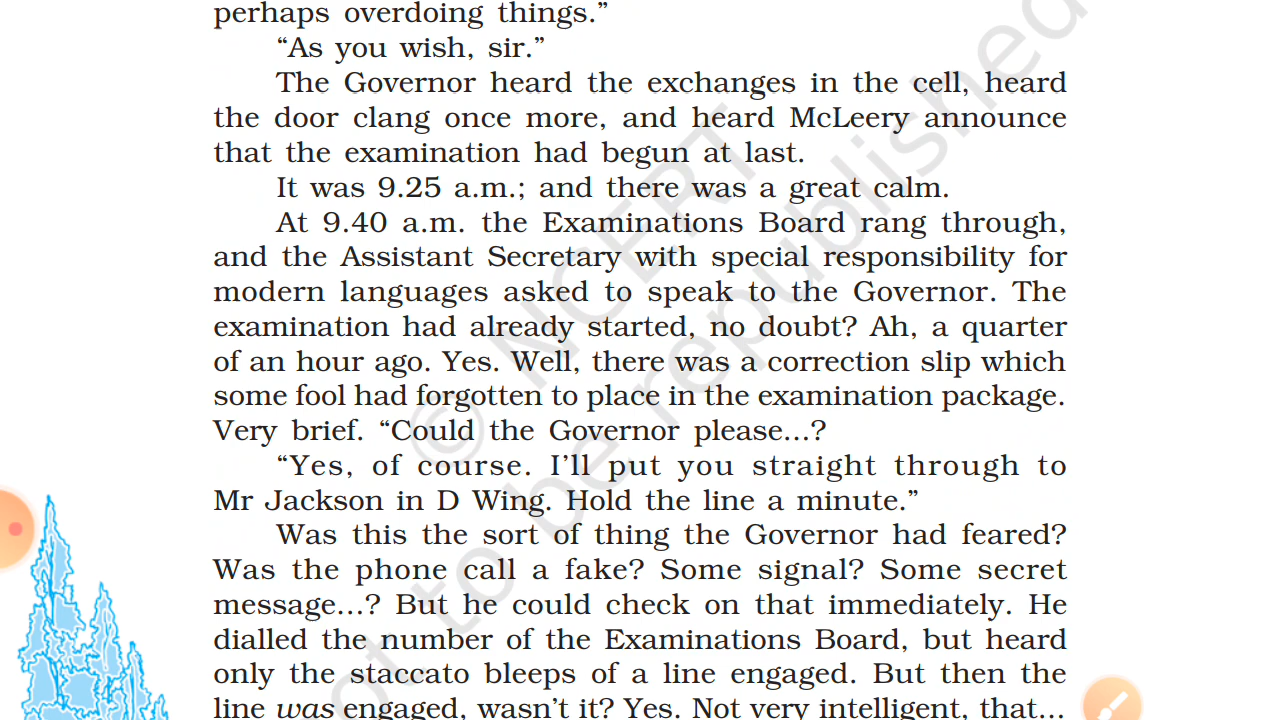 perhaps overdoing things.”
“As you wish, sir.”
The Governor heard the exchanges in the cell, heard
the door clang once more, and heard McLeery announce
that the examination had begun at last.
It was 9.25 a.m.; and there was a great calm.
At 9.40 a.m. the Examinations Board rang through,
and the Assistant Secretary with special responsibility for
modern languages asked to speak to the Governor. The
examination had already started, no doubt? Ah, a quarter
of an hour ago. Yes. Well, there was a correction slip which
some fool had forgotten to place in the examination package.
Very brief. “Could the Governor please...?
“Yes, of course. I’ll put you straight through to
Mr Jackson in D Wing. Hold the line a minute.”
Was this the sort of thing the Governor had feared?
Was the phone call a fake? Some signal? Some secret
message...? But he could check on that immediately. He
dialled the number of the Examinations Board, but heard
only the staccato bleeps of a line engaged. But then the
line was engaged, wasn’t it? Yes. Not very intelligent, that...
© NCERT
not to be republished